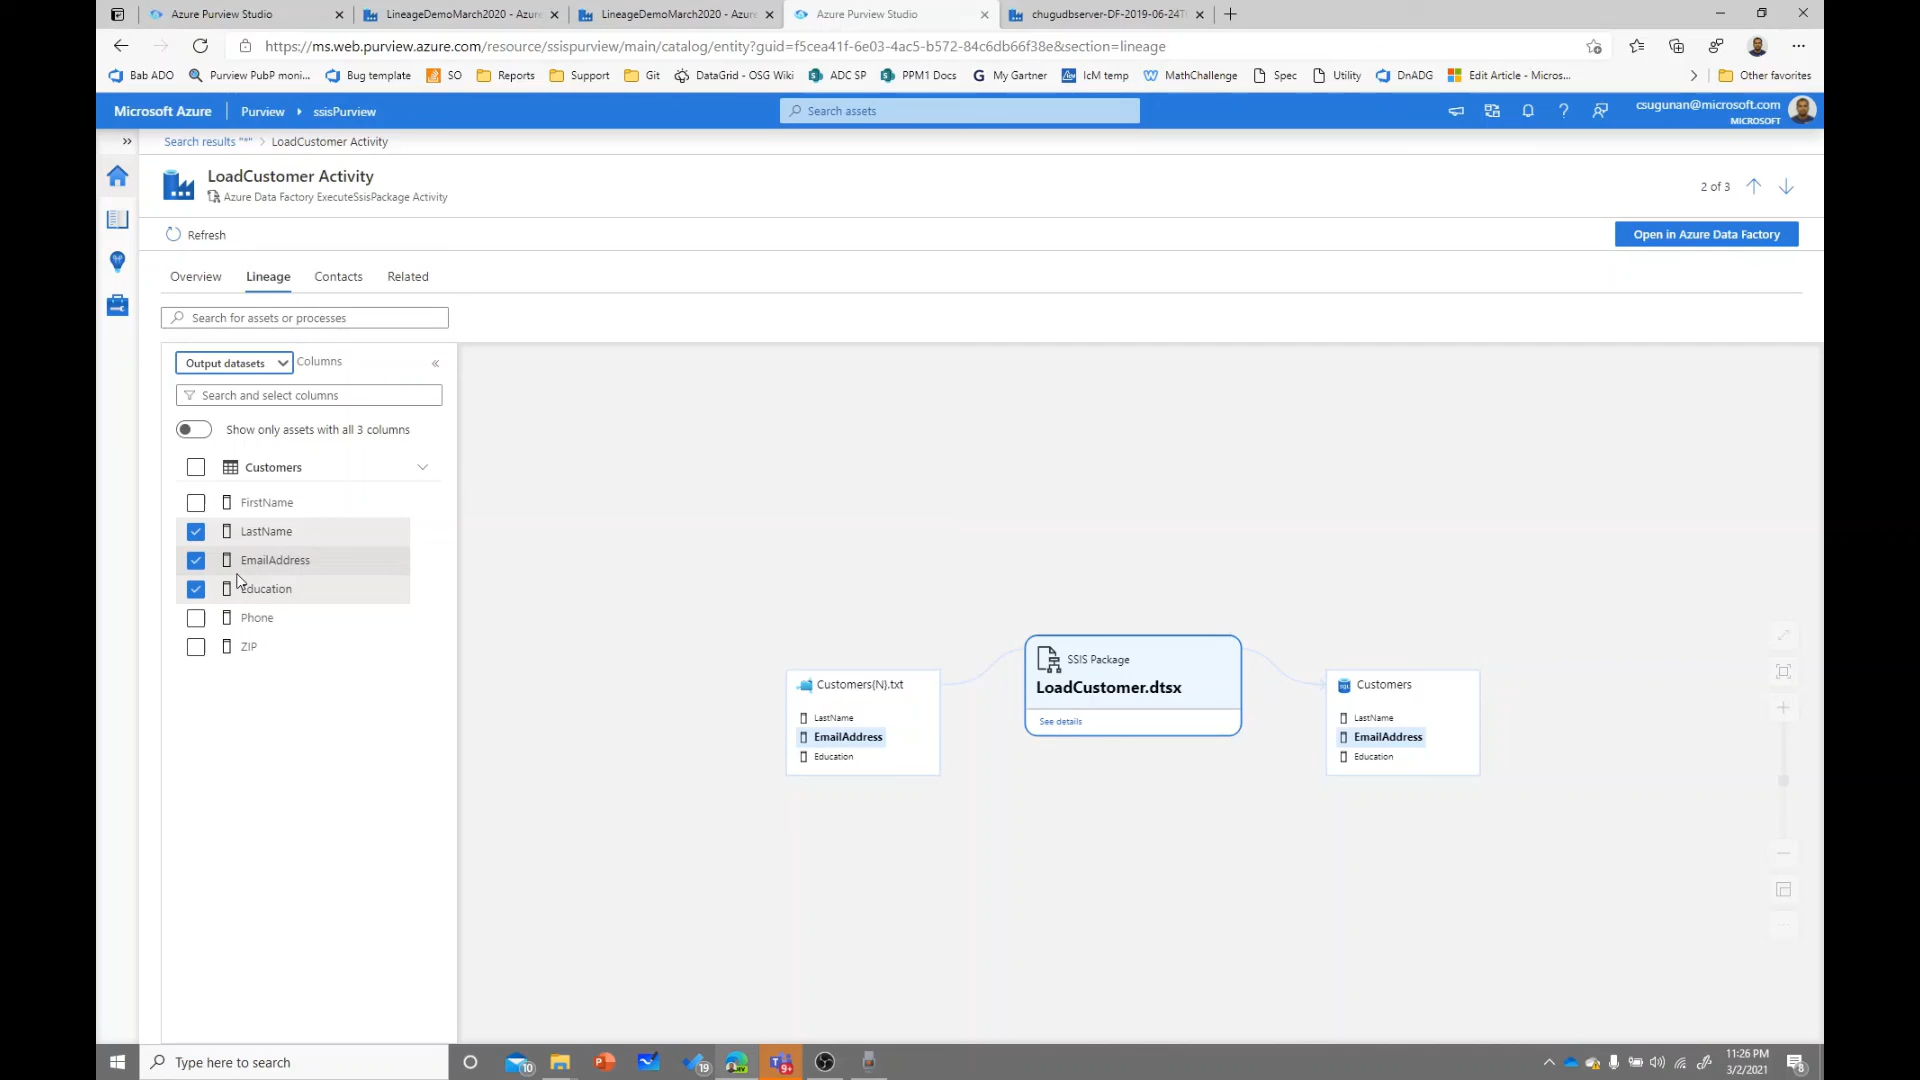 Azure Purview Studio
LineageDemoMarch2020 - Azure
LineageDemoMarch2020 - Azure
Azure Purview Studio
chugudbserver-DF-2019-06-24T
https://ms.web.purview.azure.com/resource/ssispurview/main/catalog/entity?guid=f5cea41f-6e03-4ac5-b572-84c6db66f38e&section=lineage
Bab ADO
Purview PubP moni...
Bug template
SO
Reports
Support
Git
DataGrid - OSG Wiki
ADC SP
PPM1 Docs
My Gartner
IcM temp
MathChallenge
Spec
Utility
DnADG
Edit Article - Micros...
Other favorites
Microsoft Azure
Purview
ssisPurview
Search assets
csugunan@microsoft.com
MICROSOFT
Search results "*" > LoadCustomer Activity
LoadCustomer Activity
Azure Data Factory ExecuteSsisPackage Activity
2 of 3
Refresh
Open in Azure Data Factory
Overview
Lineage
Contacts
Related
Search for assets or processes
Output datasets
Columns
Search and select columns
Show only assets with all 3 columns
Customers
FirstName
LastName
EmailAddress
Education
Phone
ZIP
Customers{N}.txt
LastName
EmailAddress
Education
SSIS Package
LoadCustomer.dtsx
See details
Customers
LastName
EmailAddress
Education
Type here to search
10
19
9+
11:26 PM
3/2/2021
8